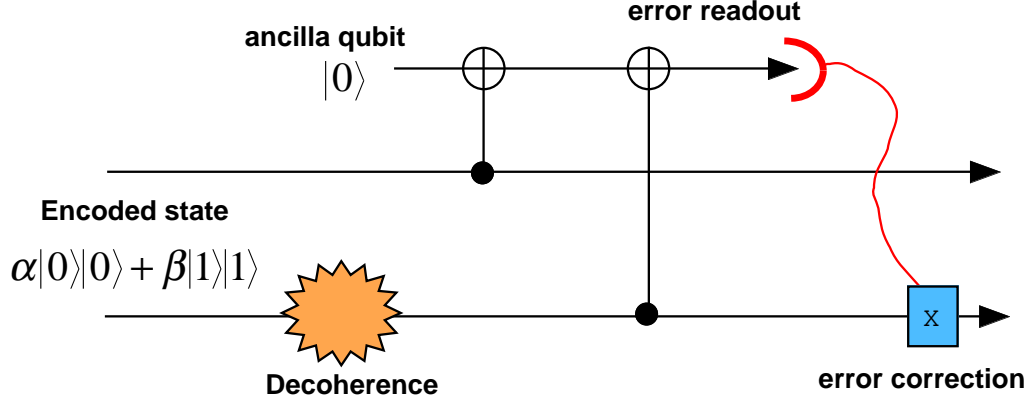 error readout
ancilla qubit
|0⟩
Encoded state
α|0⟩|0⟩ + β|1⟩|1⟩
X
Decoherence
error correction